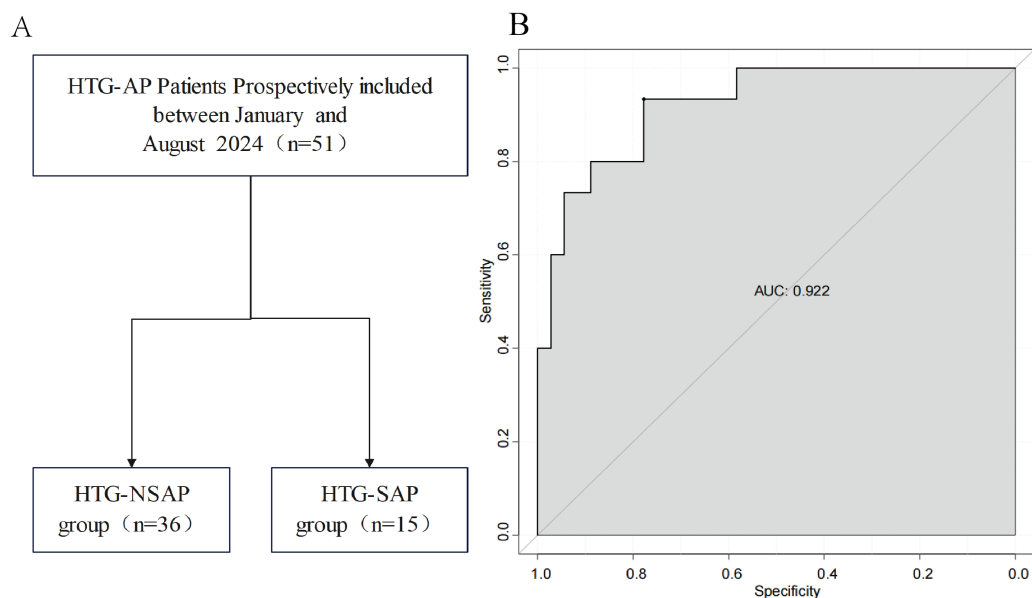 A
HTG-AP Patients Prospectively included
between January and
August 2024（n=51）
HTG-NSAP
group（n=36）
HTG-SAP
group（n=15）
B
Sensitivity
1.0
0.8
0.6
0.4
0.2
0.0
AUC: 0.922
1.0 0.8 0.6 0.4 0.2 0.0
Specificity